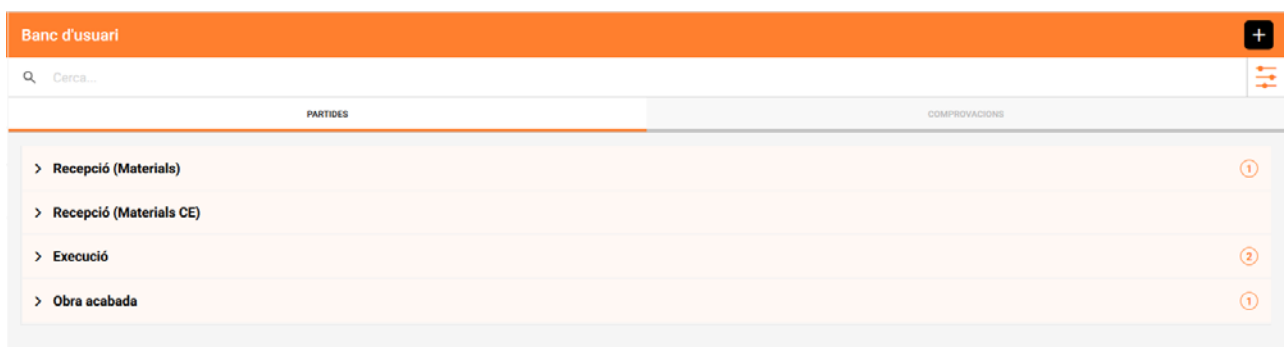 Banc d'usuari
Cerca...
PARTIDES COMPROVACIONS
Recepció (Materials) 1
Recepció (Materials CE)
Execució 2
Obra acabada 1